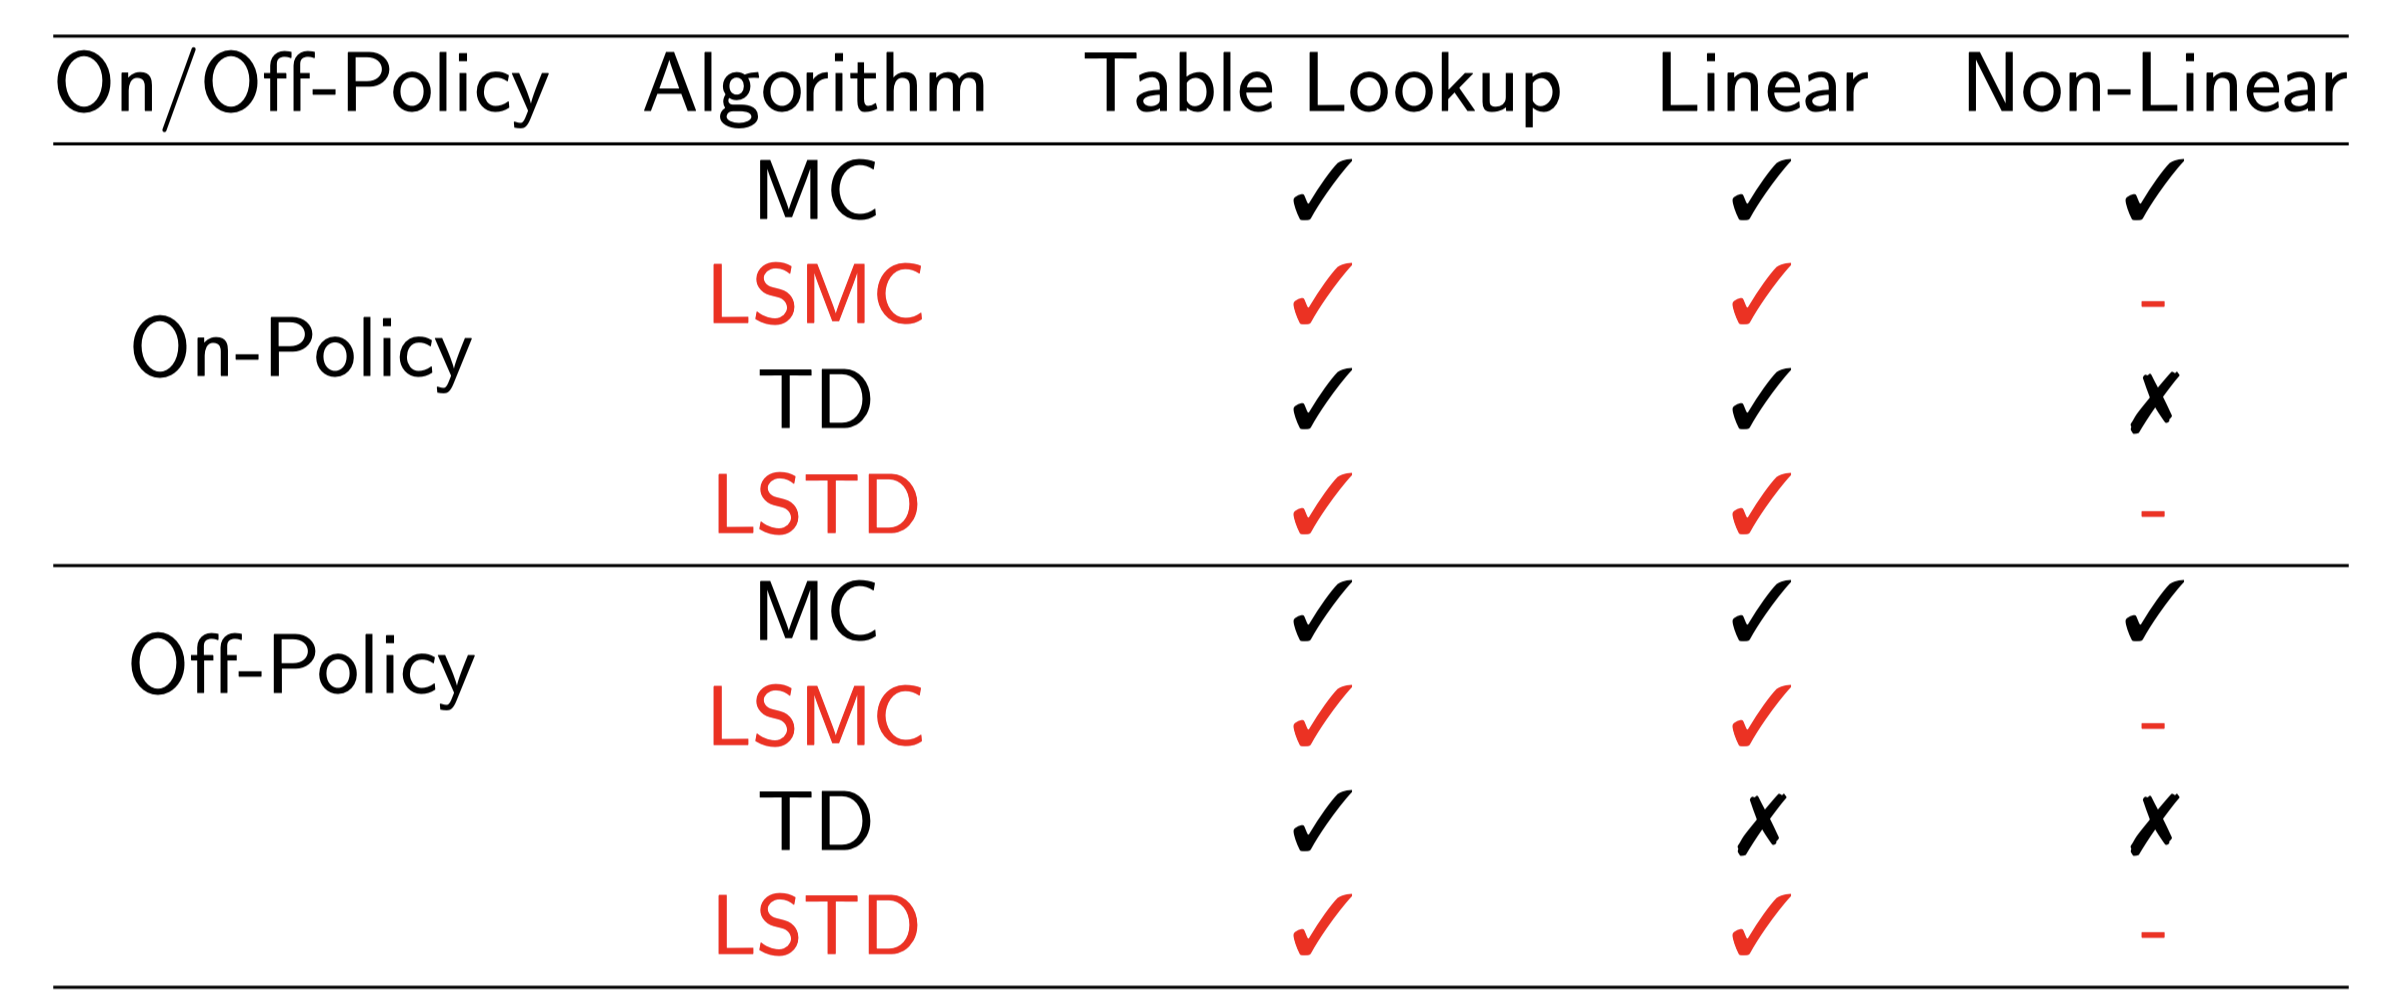 On/Off-Policy Algorithm Table Lookup Linear Non-Linear
MC ✓ ✓ ✓
LSMC ✓ ✓ -
On-Policy
TD ✓ ✓ ✗
LSTD ✓ ✓ -
MC ✓ ✓ ✓
Off-Policy
LSMC ✓ ✓ -
TD ✓ ✗ ✗
LSTD ✓ ✓ -